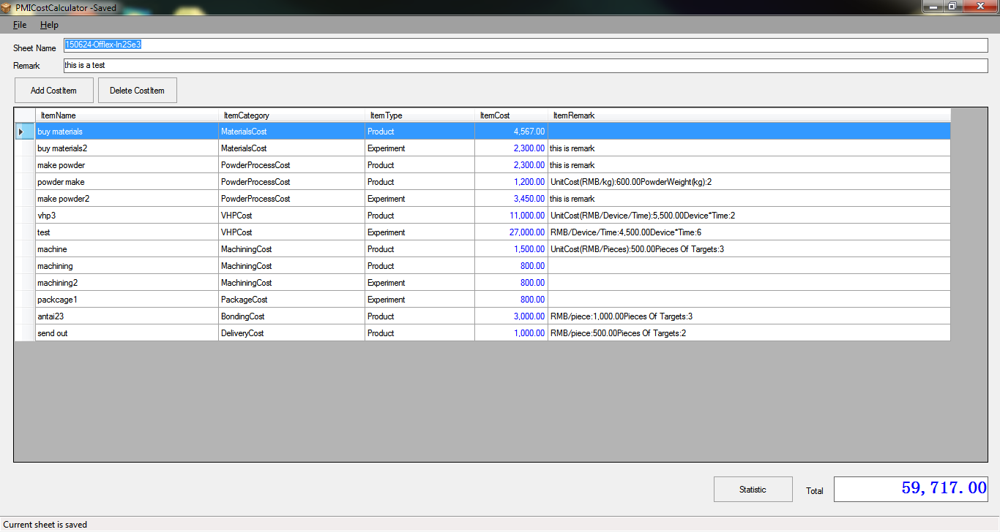 PMICostCalculator -Saved
File Help
Sheet Name 150624-Offlex-In2Se3
Remark this is a test
Add CostItem Delete CostItem
ItemName ItemCategory ItemType ItemCost ItemRemark
buy materials MaterialsCost Product 4,567.00
buy materials2 MaterialsCost Experiment 2,300.00 this is remark
make powder PowderProcessCost Product 2,300.00 this is remark
powder make PowderProcessCost Product 1,200.00 UnitCost(RMB/kg):600.00PowderWeight(kg):2
make powder2 PowderProcessCost Experiment 3,450.00 this is remark
vhp3 VHPCost Product 11,000.00 UnitCost(RMB/Device/Time):5,500.00Device*Time:2
test VHPCost Experiment 27,000.00 RMB/Device/Time:4,500.00Device*Time:6
machine MachiningCost Product 1,500.00 UnitCost(RMB/Pieces):500.00Pieces Of Targets:3
machining MachiningCost Product 800.00
machining2 MachiningCost Experiment 800.00
packcage1 PackageCost Experiment 800.00
antai23 BondingCost Product 3,000.00 RMB/piece:1,000.00Pieces Of Targets:3
send out DeliveryCost Product 1,000.00 RMB/piece:500.00Pieces Of Targets:2
Statistic Total 59,717.00
Current sheet is saved